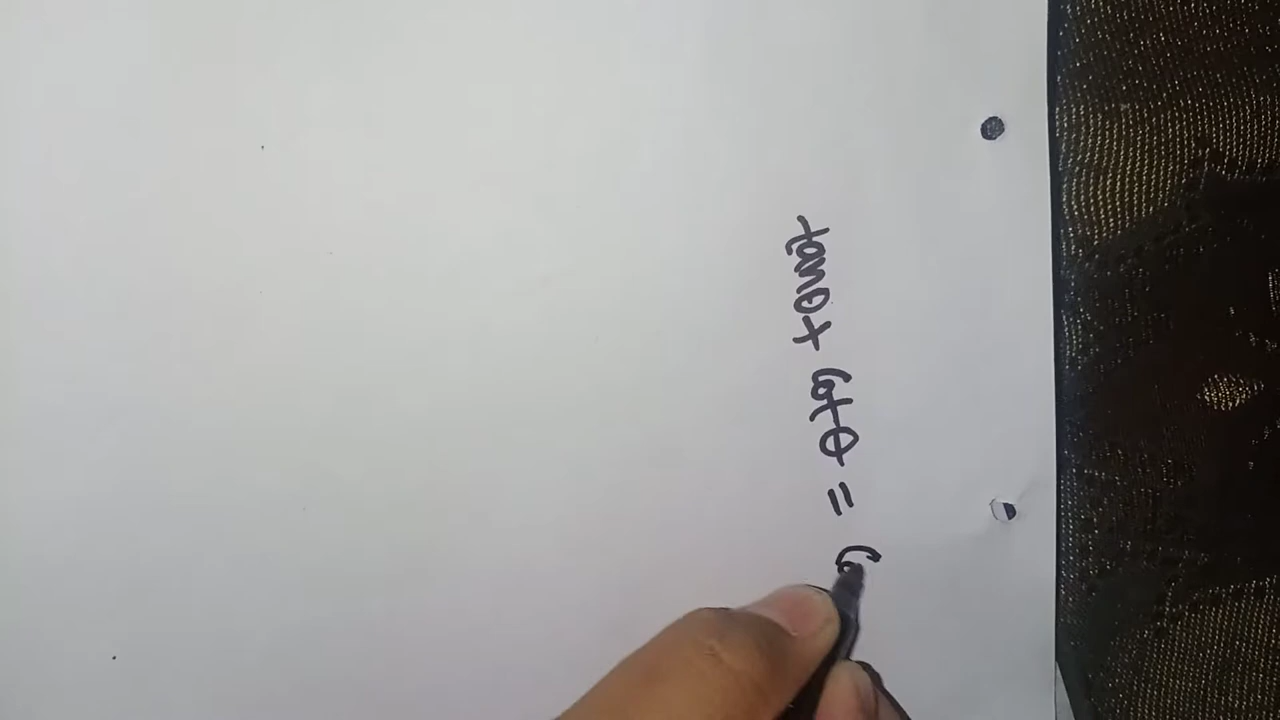 tanθ + Cotθ = C